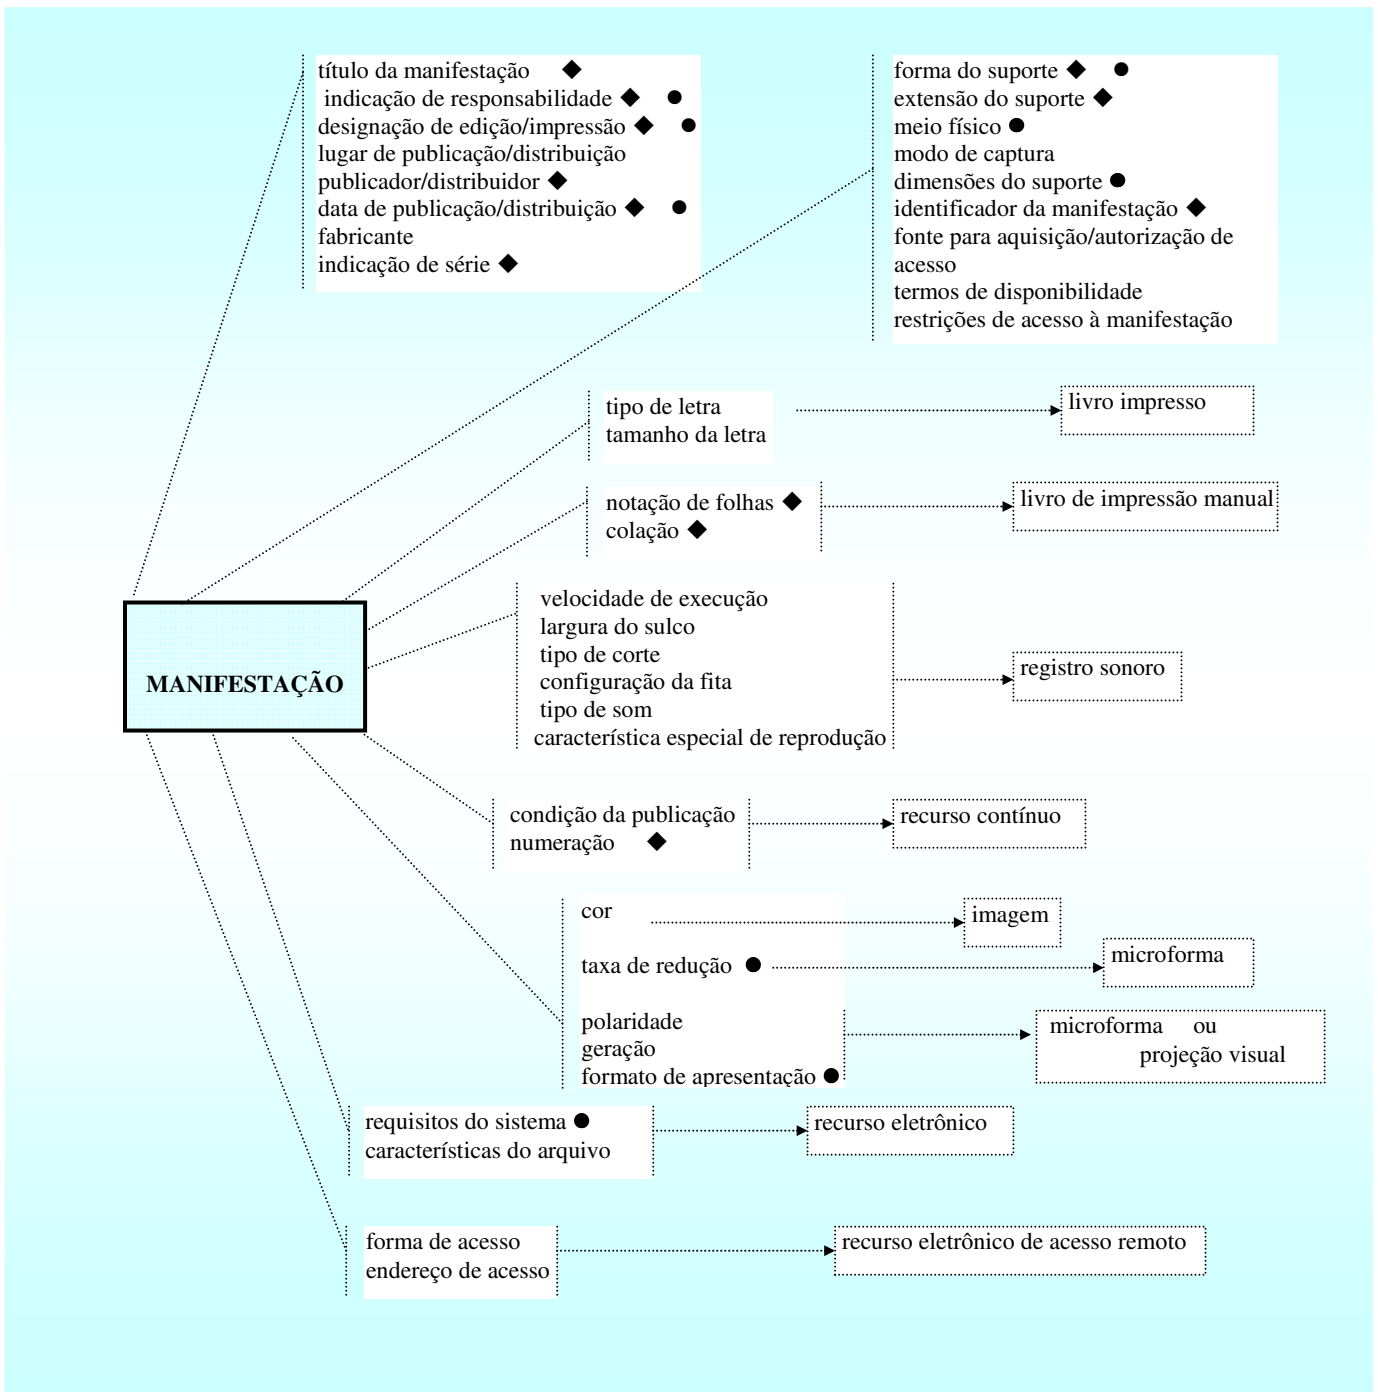 título da manifestação ◆
indicação de responsabilidade ◆ ●
designação de edição/impressão ◆ ●
lugar de publicação/distribuição
publicador/distribuidor ◆
data de publicação/distribuição ◆ ●
fabricante
indicação de série ◆
forma do suporte ◆ ●
extensão do suporte ◆
meio físico ●
modo de captura
dimensões do suporte ●
identificador da manifestação ◆
fonte para aquisição/autorização de
acesso
termos de disponibilidade
restrições de acesso à manifestação
tipo de letra
tamanho da letra
livro impresso
notação de folhas ◆
colação ◆
livro de impressão manual
MANIFESTAÇÃO
velocidade de execução
largura do sulco
tipo de corte
configuração da fita
tipo de som
característica especial de reprodução
registro sonoro
condição da publicação
numeração ◆
recurso contínuo
cor
imagem
taxa de redução ●
microforma
polaridade
geração
formato de apresentação ●
microforma ou
projeção visual
requisitos do sistema ●
características do arquivo
recurso eletrônico
forma de acesso
endereço de acesso
recurso eletrônico de acesso remoto